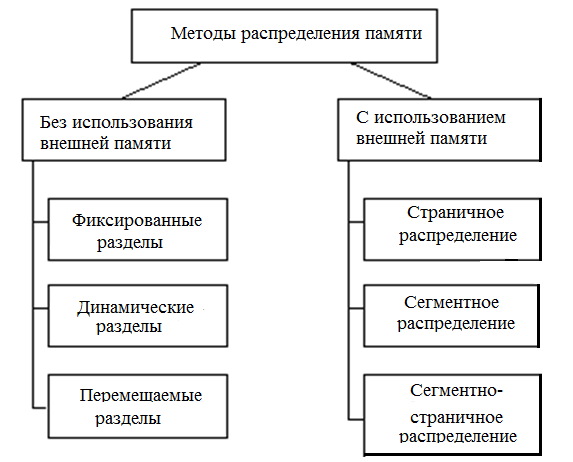 Методы распределения памяти
Без использования
внешней памяти
С использованием
внешней памяти
Фиксированные
разделы
Динамические
разделы
Перемещаемые
разделы
Страничное
распределение
Сегментное
распределение
Сегментно-
страничное
распределение